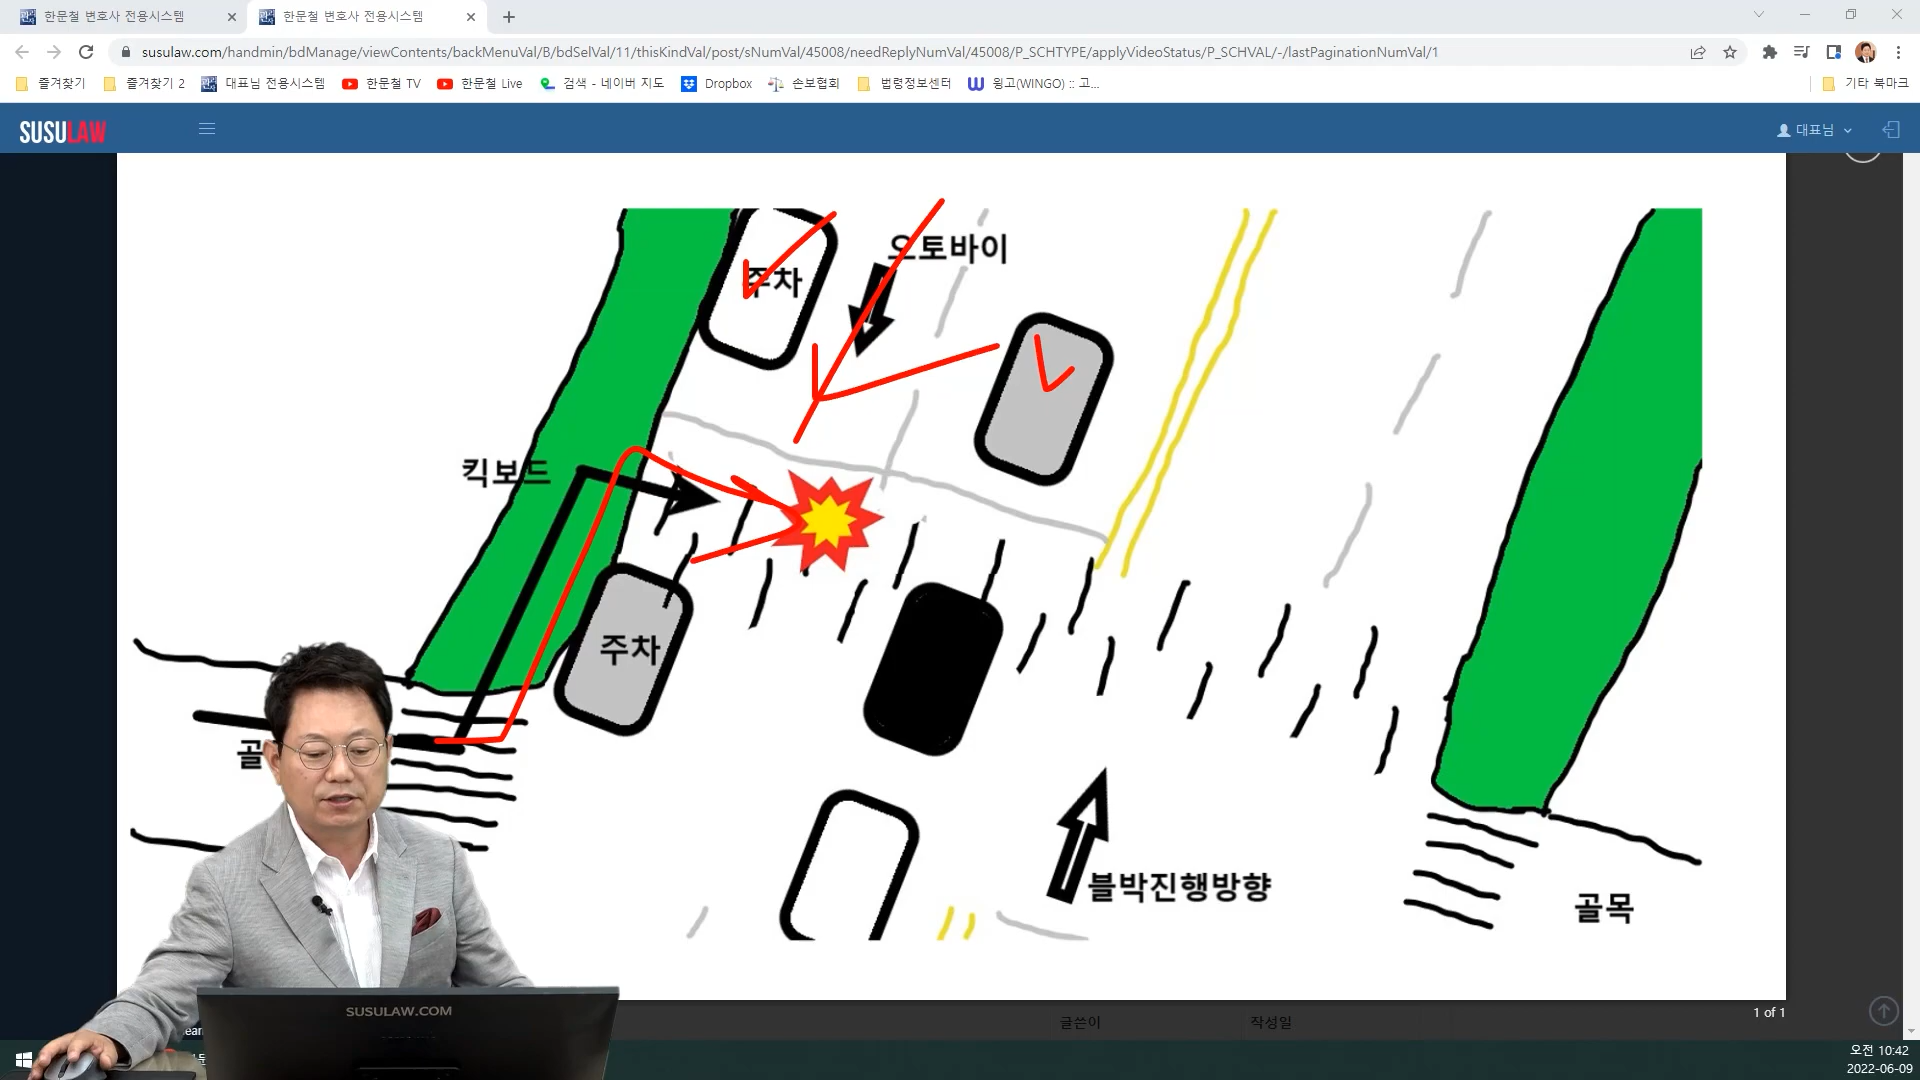 한문철 변호사 전용시스템
한문철 변호사 전용시스템
susulaw.com/handmin/bdManage/viewContents/backMenuVal/B/bdSelVal/11/thisKindVal/post/sNumVal/45008/needReplyNumVal/45008/P_SCHTYPE/applyVideoStatus/P_SCHVAL/-/lastPaginationNumVal/1
즐겨찾기 즐겨찾기 2 대표님 전용시스템 한문철 TV 한문철 Live 검색 - 네이버 지도 Dropbox 손보협회 법령정보센터 윙고(WINGO) :: 고... 기타 북마크
SUSULAW 대표님
오토바이
주차
킥보드
주차
골
블박진행방향
골목
SUSULAW.COM
1 of 1
글쓴이 작성일
오전 10:42
2022-06-09